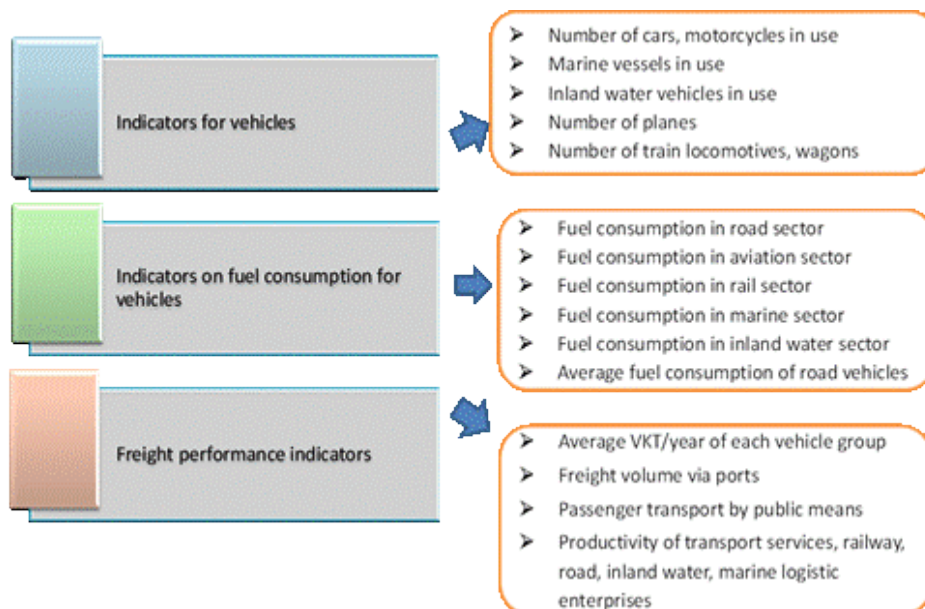 Indicators for vehicles
Number of cars, motorcycles in use
Marine vessels in use
Inland water vehicles in use
Number of planes
Number of train locomotives, wagons
Indicators on fuel consumption for
vehicles
Fuel consumption in road sector
Fuel consumption in aviation sector
Fuel consumption in rail sector
Fuel consumption in marine sector
Fuel consumption in inland water sector
Average fuel consumption of road vehicles
Freight performance indicators
Average VKT/year of each vehicle group
Freight volume via ports
Passenger transport by public means
Productivity of transport services, railway,
road, inland water, marine logistic
enterprises